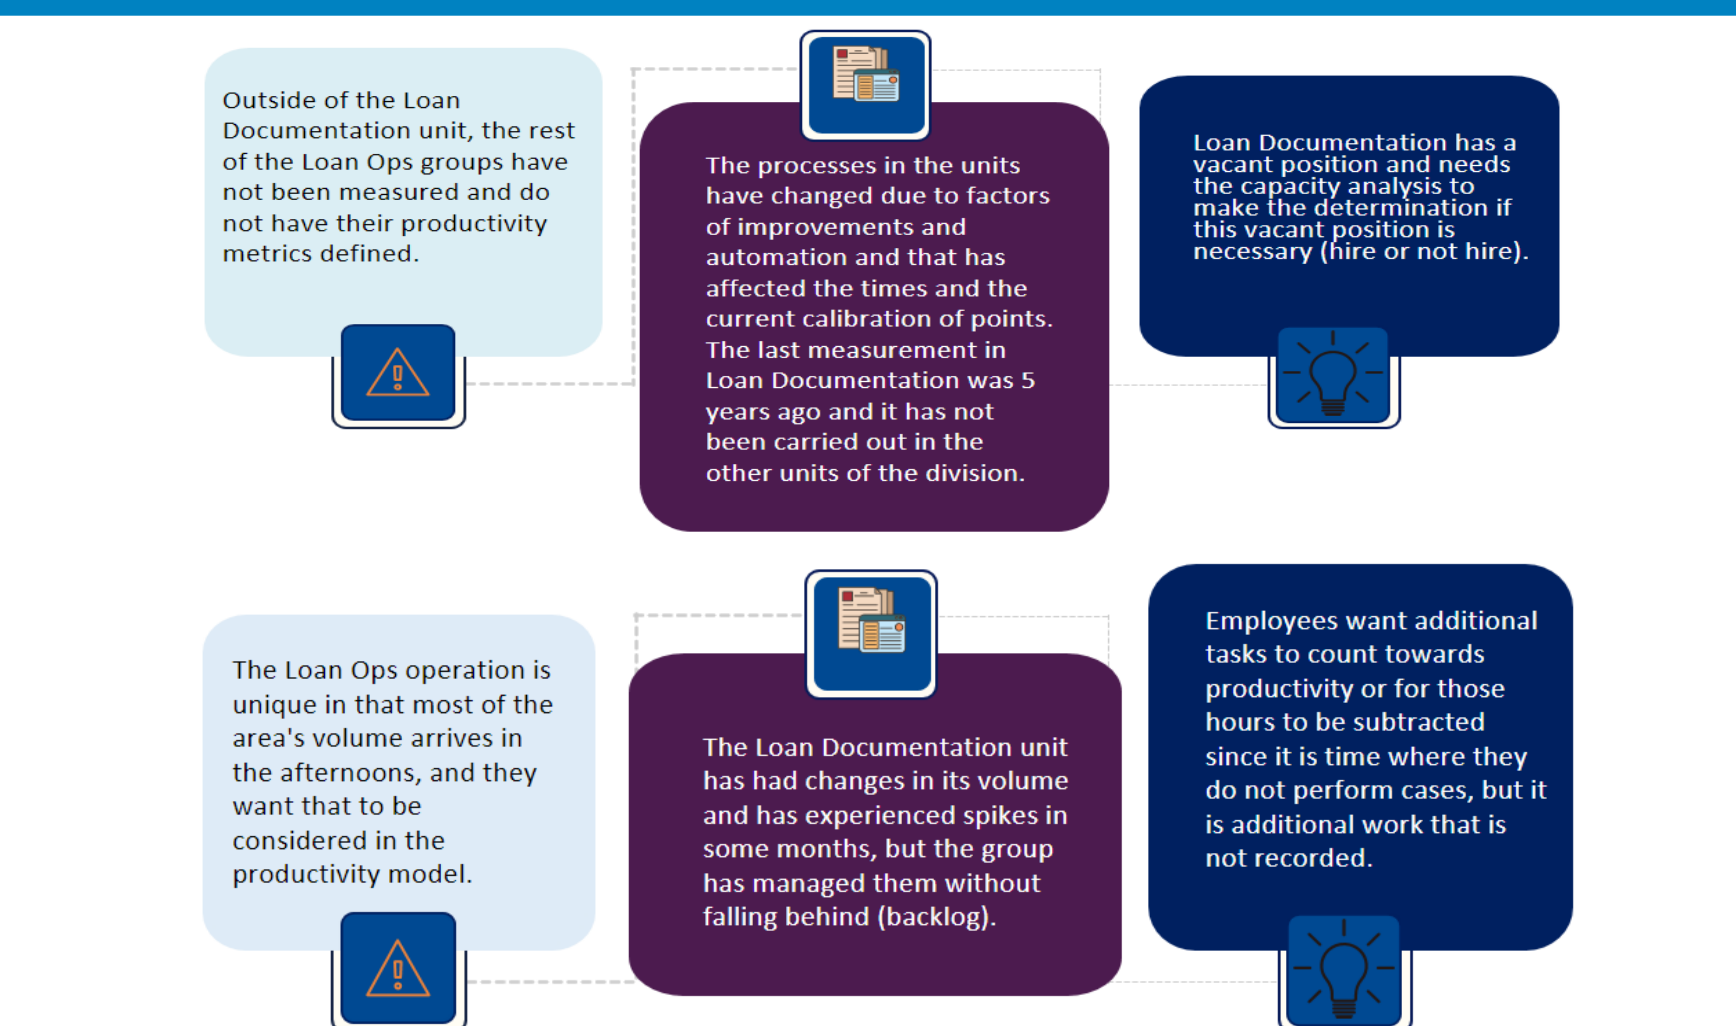 Outside of the Loan
Documentation unit, the rest
of the Loan Ops groups have
not been measured and do
not have their productivity
metrics defined.
The processes in the units
have changed due to factors
of improvements and
automation and that has
affected the times and the
current calibration of points.
The last measurement in
Loan Documentation was 5
years ago and it has not
been carried out in the
other units of the division.
Loan Documentation has a
vacant position and needs
the capacity analysis to
make the determination if
this vacant position is
necessary (hire or not hire).
The Loan Ops operation is
unique in that most of the
area's volume arrives in
the afternoons, and they
want that to be
considered in the
productivity model.
The Loan Documentation unit
has had changes in its volume
and has experienced spikes in
some months, but the group
has managed them without
falling behind (backlog).
Employees want additional
tasks to count towards
productivity or for those
hours to be subtracted
since it is time where they
do not perform cases, but it
is additional work that is
not recorded.